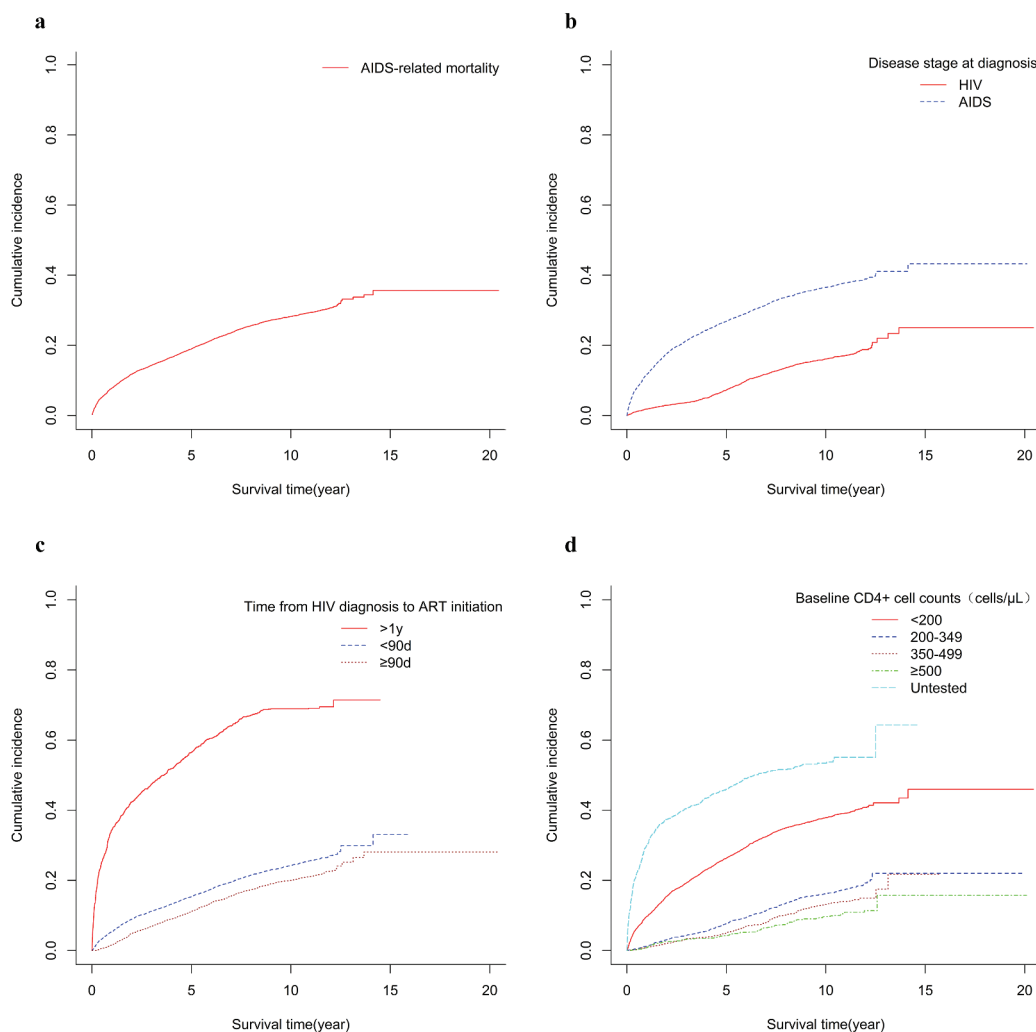 a
AIDS-related mortality
Cumulative incidence
0.0 0.2 0.4 0.6 0.8 1.0
0 5 10 15 20
Survival time(year)
b
Disease stage at diagnosis
HIV
AIDS
Cumulative incidence
0.0 0.2 0.4 0.6 0.8 1.0
0 5 10 15 20
Survival time(year)
c
Time from HIV diagnosis to ART initiation
>1y
<90d
≥90d
Cumulative incidence
0.0 0.2 0.4 0.6 0.8 1.0
0 5 10 15 20
Survival time(year)
d
Baseline CD4+ cell counts（cells/μL）
<200
200-349
350-499
≥500
Untested
Cumulative incidence
0.0 0.2 0.4 0.6 0.8 1.0
0 5 10 15 20
Survival time(year)